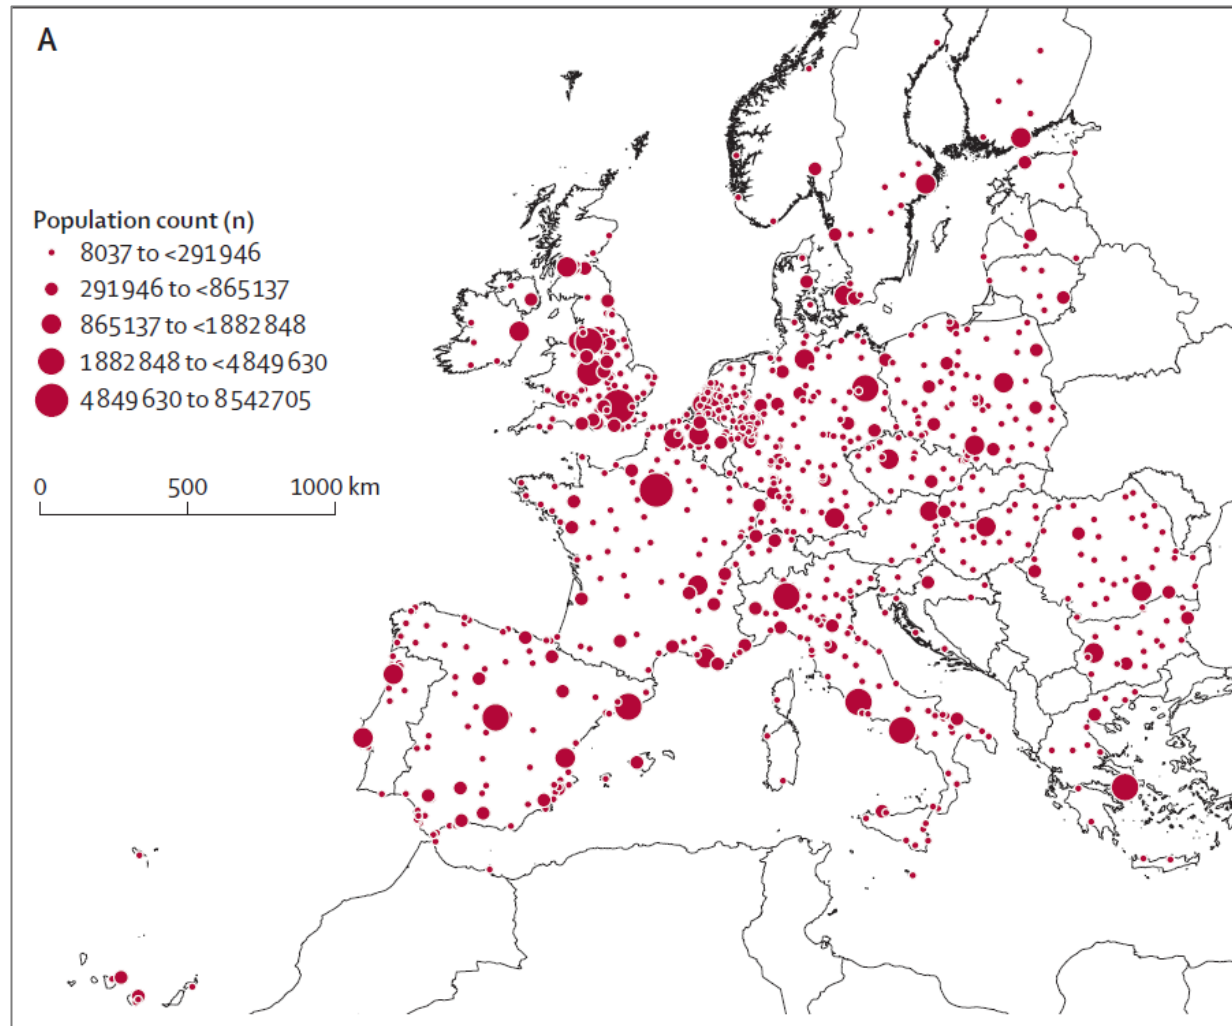 A
Population count (n)
8037 to <291946
291946 to <865137
865137 to <1882848
1882848 to <4849630
4849630 to 8542705
0 500 1000 km